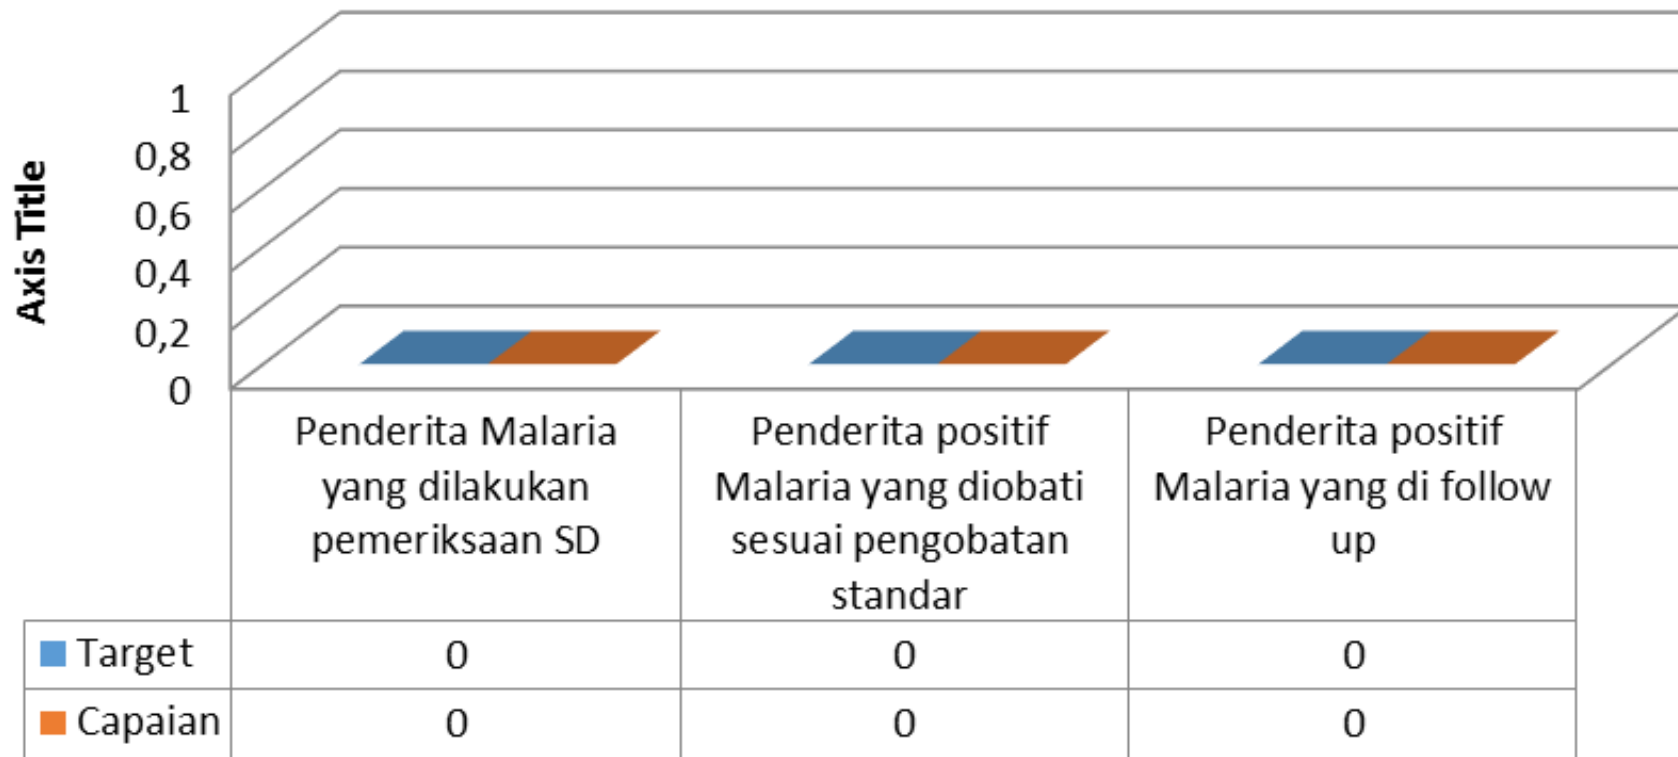 Axis Title
1
0,8
0,6
0,4
0,2
0
Penderita Malaria
yang dilakukan
pemeriksaan SD
Penderita positif
Malaria yang diobati
sesuai pengobatan
standar
Penderita positif
Malaria yang di follow
up
Target 0 0 0
Capaian 0 0 0